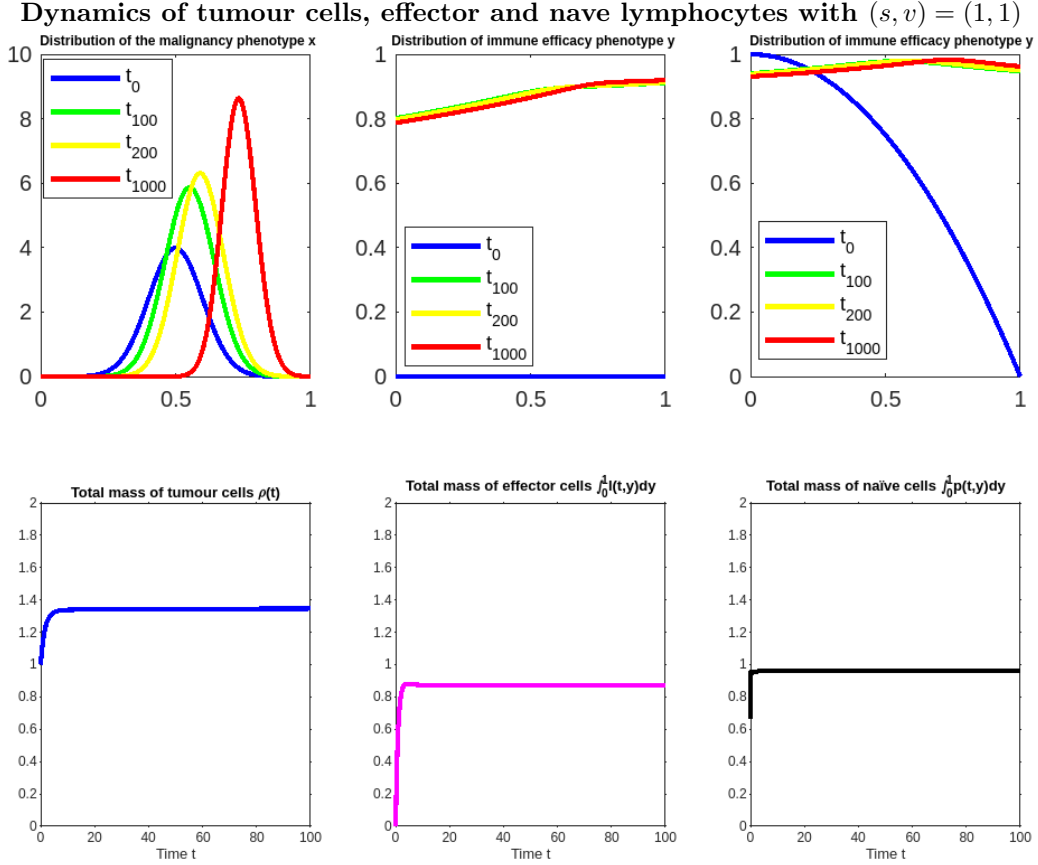 Dynamics of tumour cells, effector and nave lymphocytes with (s, v) = (1, 1)
Distribution of the malignancy phenotype x
10
8
6
4
2
0
0 0.5 1
t0
t100
t200
t1000
Distribution of immune efficacy phenotype y
1
0.8
0.6
0.4
0.2
0
0 0.5 1
t0
t100
t200
t1000
Distribution of immune efficacy phenotype y
1
0.8
0.6
0.4
0.2
0
0 0.5 1
t0
t100
t200
t1000
Total mass of tumour cells ρ(t)
2
1.8
1.6
1.4
1.2
1
0.8
0.6
0.4
0.2
0
0 20 40 60 80 100
Time t
Total mass of effector cells ∫01l(t,y)dy
2
1.8
1.6
1.4
1.2
1
0.8
0.6
0.4
0.2
0
0 20 40 60 80 100
Time t
Total mass of naïve cells ∫01p(t,y)dy
2
1.8
1.6
1.4
1.2
1
0.8
0.6
0.4
0.2
0
0 20 40 60 80 100
Time t